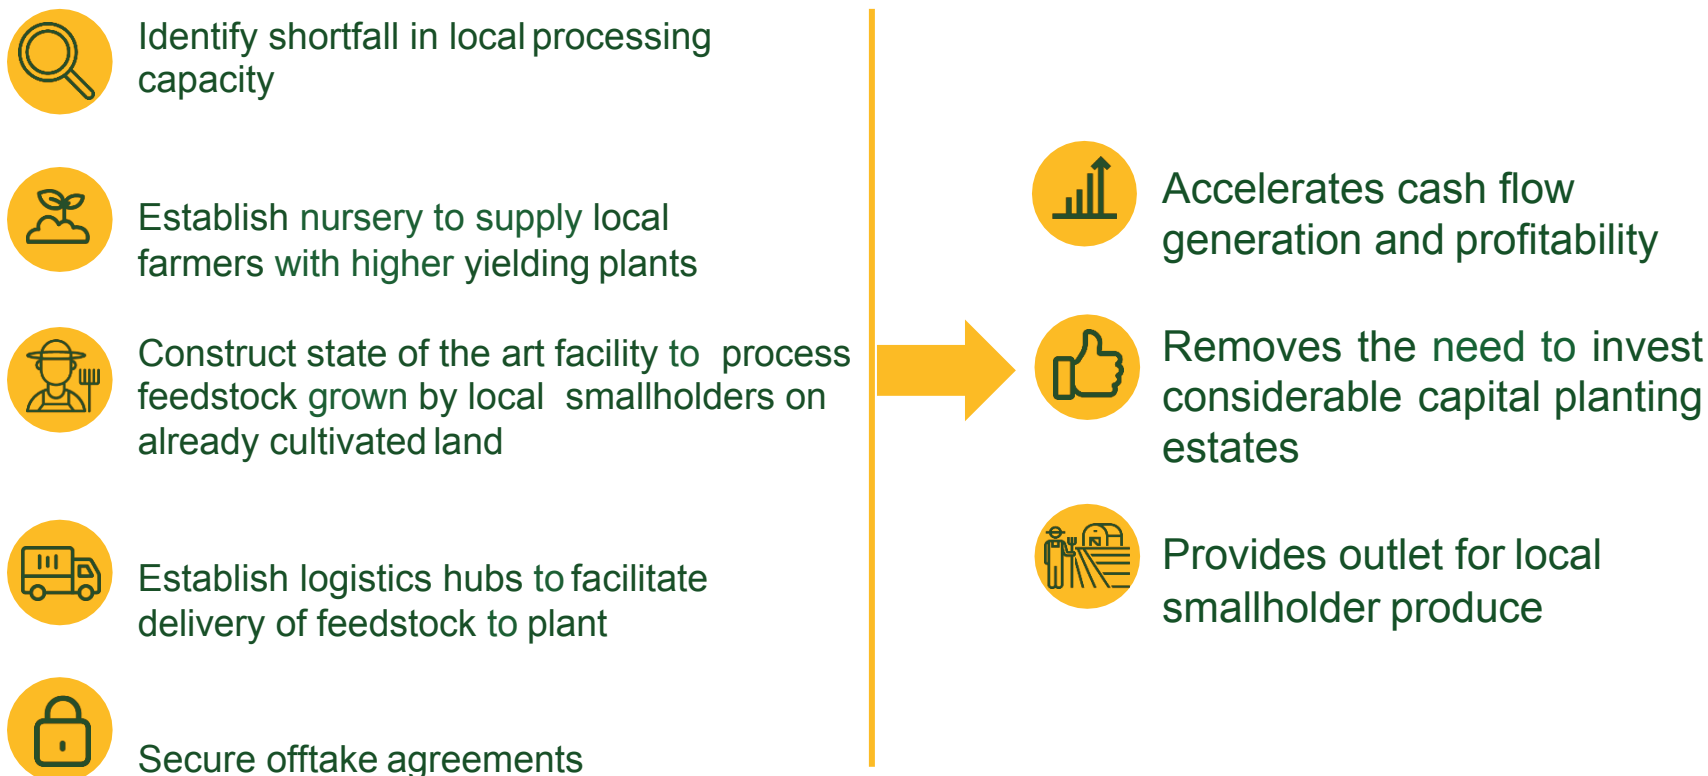 Identify shortfall in local processing
capacity
Establish nursery to supply local
farmers with higher yielding plants
Construct state of the art facility to process
feedstock grown by local smallholders on
already cultivated land
Establish logistics hubs to facilitate
delivery of feedstock to plant
Secure offtake agreements
Accelerates cash flow
generation and profitability
Removes the need to invest
considerable capital planting
estates
Provides outlet for local
smallholder produce